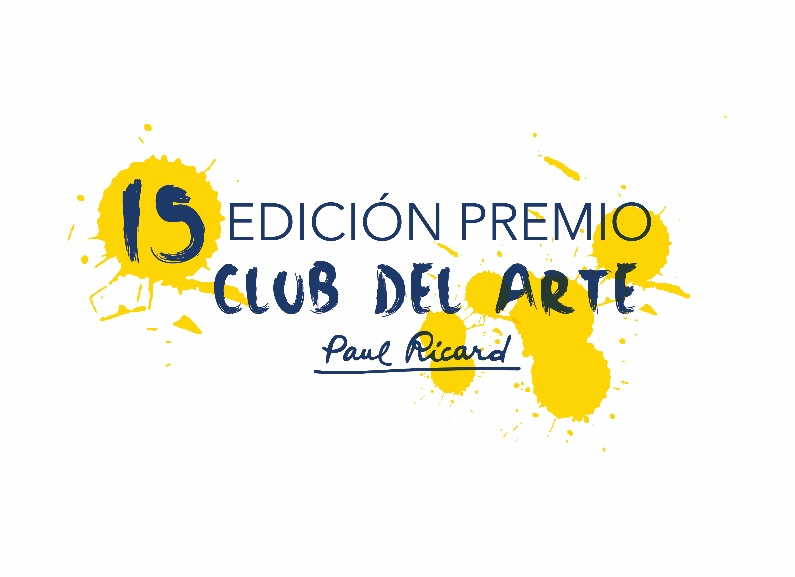 15 EDICIÓN PREMIO
CLUB DEL ARTE
Paul Ricard